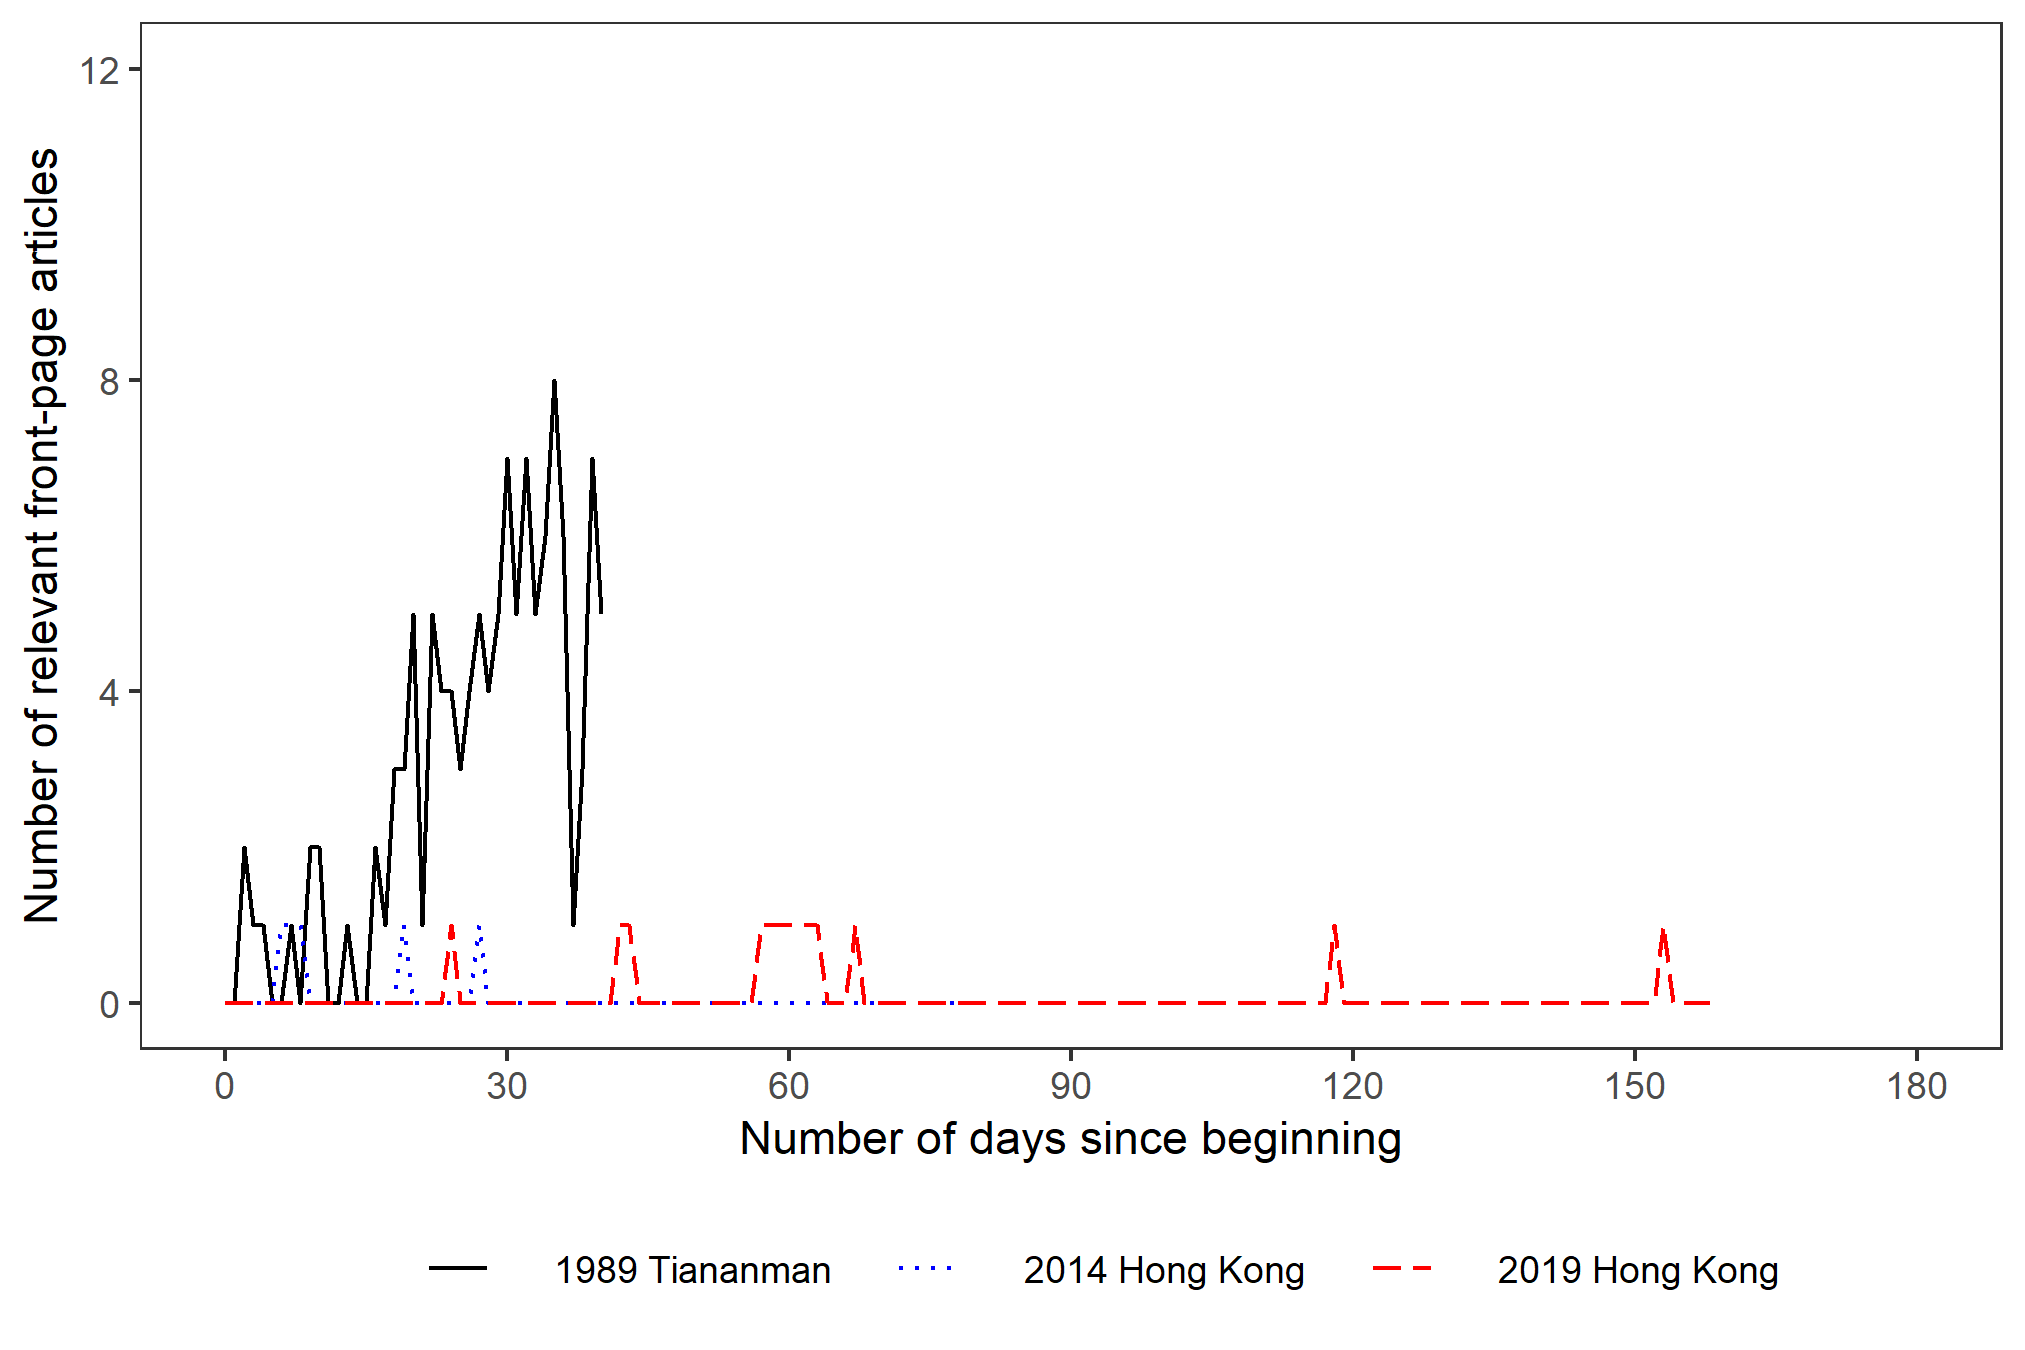 Number of relevant front-page articles
12
8
4
0
0 30 60 90 120 150 180
Number of days since beginning
1989 Tiananman 2014 Hong Kong 2019 Hong Kong